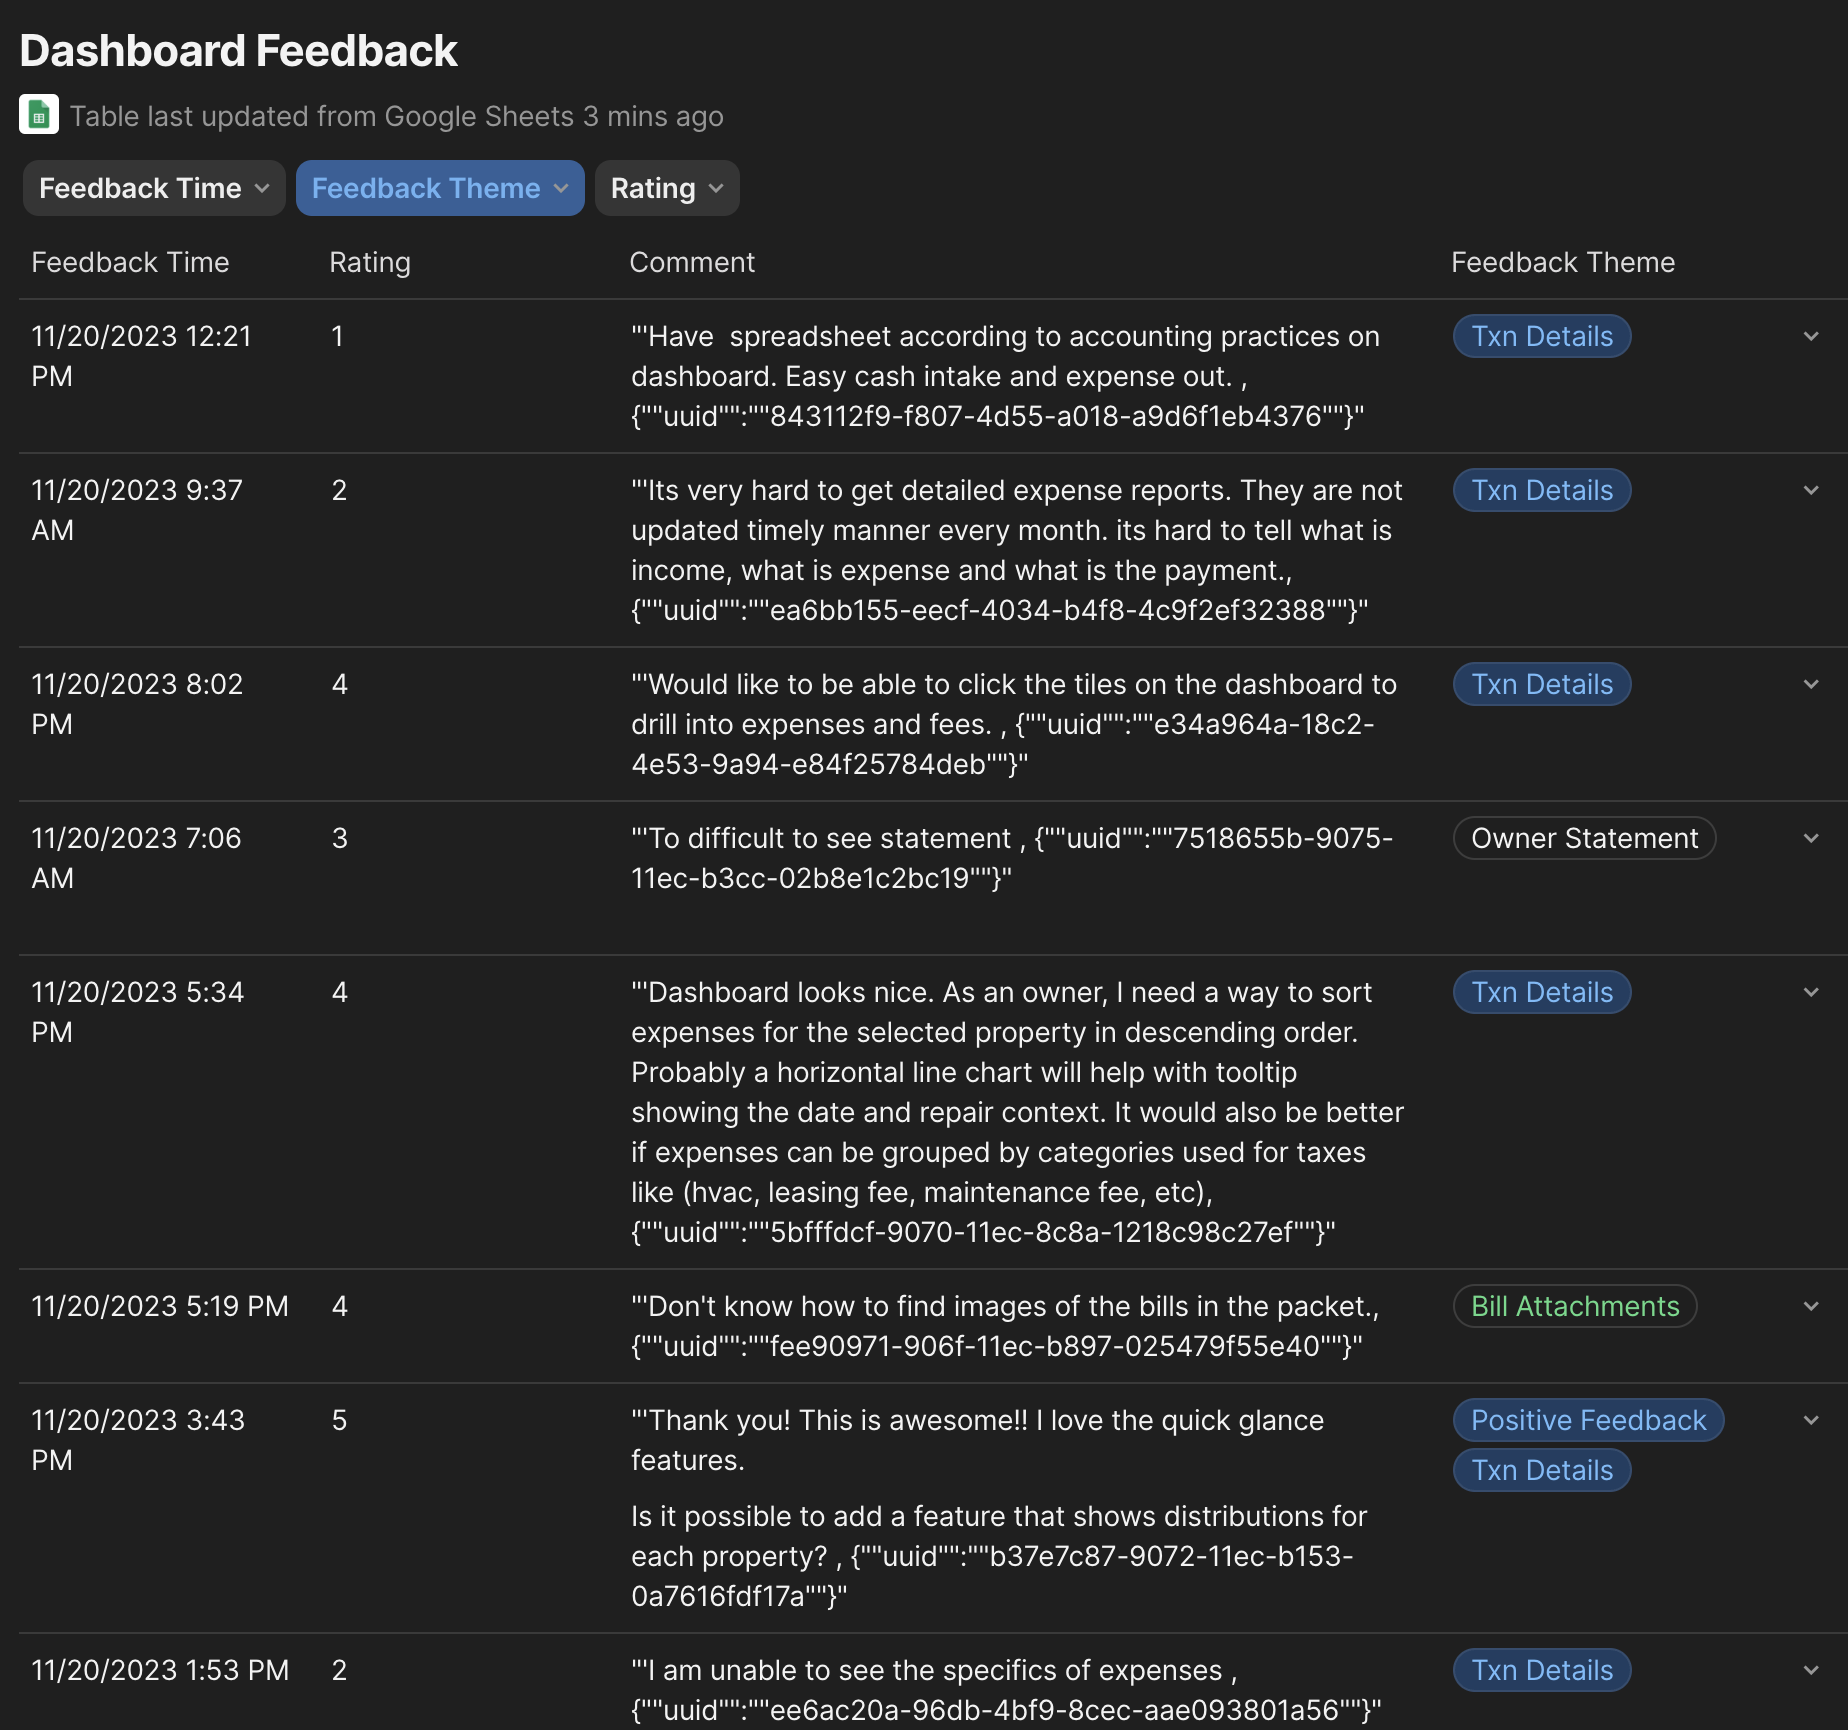 Dashboard Feedback
Table last updated from Google Sheets 3 mins ago
Feedback Time Feedback Theme Rating
Feedback Time Rating Comment Feedback Theme
11/20/2023 12:21 PM
1
"'Have  spreadsheet according to accounting practices on
dashboard. Easy cash intake and expense out. ,
{""uuid"":""843112f9-f807-4d55-a018-a9d6f1eb4376""}"
Txn Details
11/20/2023 9:37 AM
2
"'Its very hard to get detailed expense reports. They are not
updated timely manner every month. its hard to tell what is
income, what is expense and what is the payment.,
{""uuid"":""ea6bb155-eecf-4034-b4f8-4c9f2ef32388""}"
Txn Details
11/20/2023 8:02 PM
4
"'Would like to be able to click the tiles on the dashboard to
drill into expenses and fees. , {""uuid"":""e34a964a-18c2-
4e53-9a94-e84f25784deb""}"
Txn Details
11/20/2023 7:06 AM
3
"'To difficult to see statement , {""uuid"":""7518655b-9075-
11ec-b3cc-02b8e1c2bc19""}"
Owner Statement
11/20/2023 5:34 PM
4
"'Dashboard looks nice. As an owner, I need a way to sort
expenses for the selected property in descending order.
Probably a horizontal line chart will help with tooltip
showing the date and repair context. It would also be better
if expenses can be grouped by categories used for taxes
like (hvac, leasing fee, maintenance fee, etc),
{""uuid"":""5bfffdcf-9070-11ec-8c8a-1218c98c27ef""}"
Txn Details
11/20/2023 5:19 PM
4
"'Don't know how to find images of the bills in the packet.,
{""uuid"":""fee90971-906f-11ec-b897-025479f55e40""}"
Bill Attachments
11/20/2023 3:43 PM
5
"'Thank you! This is awesome!! I love the quick glance
features.
Is it possible to add a feature that shows distributions for
each property? , {""uuid"":""b37e7c87-9072-11ec-b153-
0a7616fdf17a""}"
Positive Feedback
Txn Details
11/20/2023 1:53 PM
2
"'I am unable to see the specifics of expenses ,
{""uuid"":""ee6ac20a-96db-4bf9-8cec-aae093801a56""}"
Txn Details